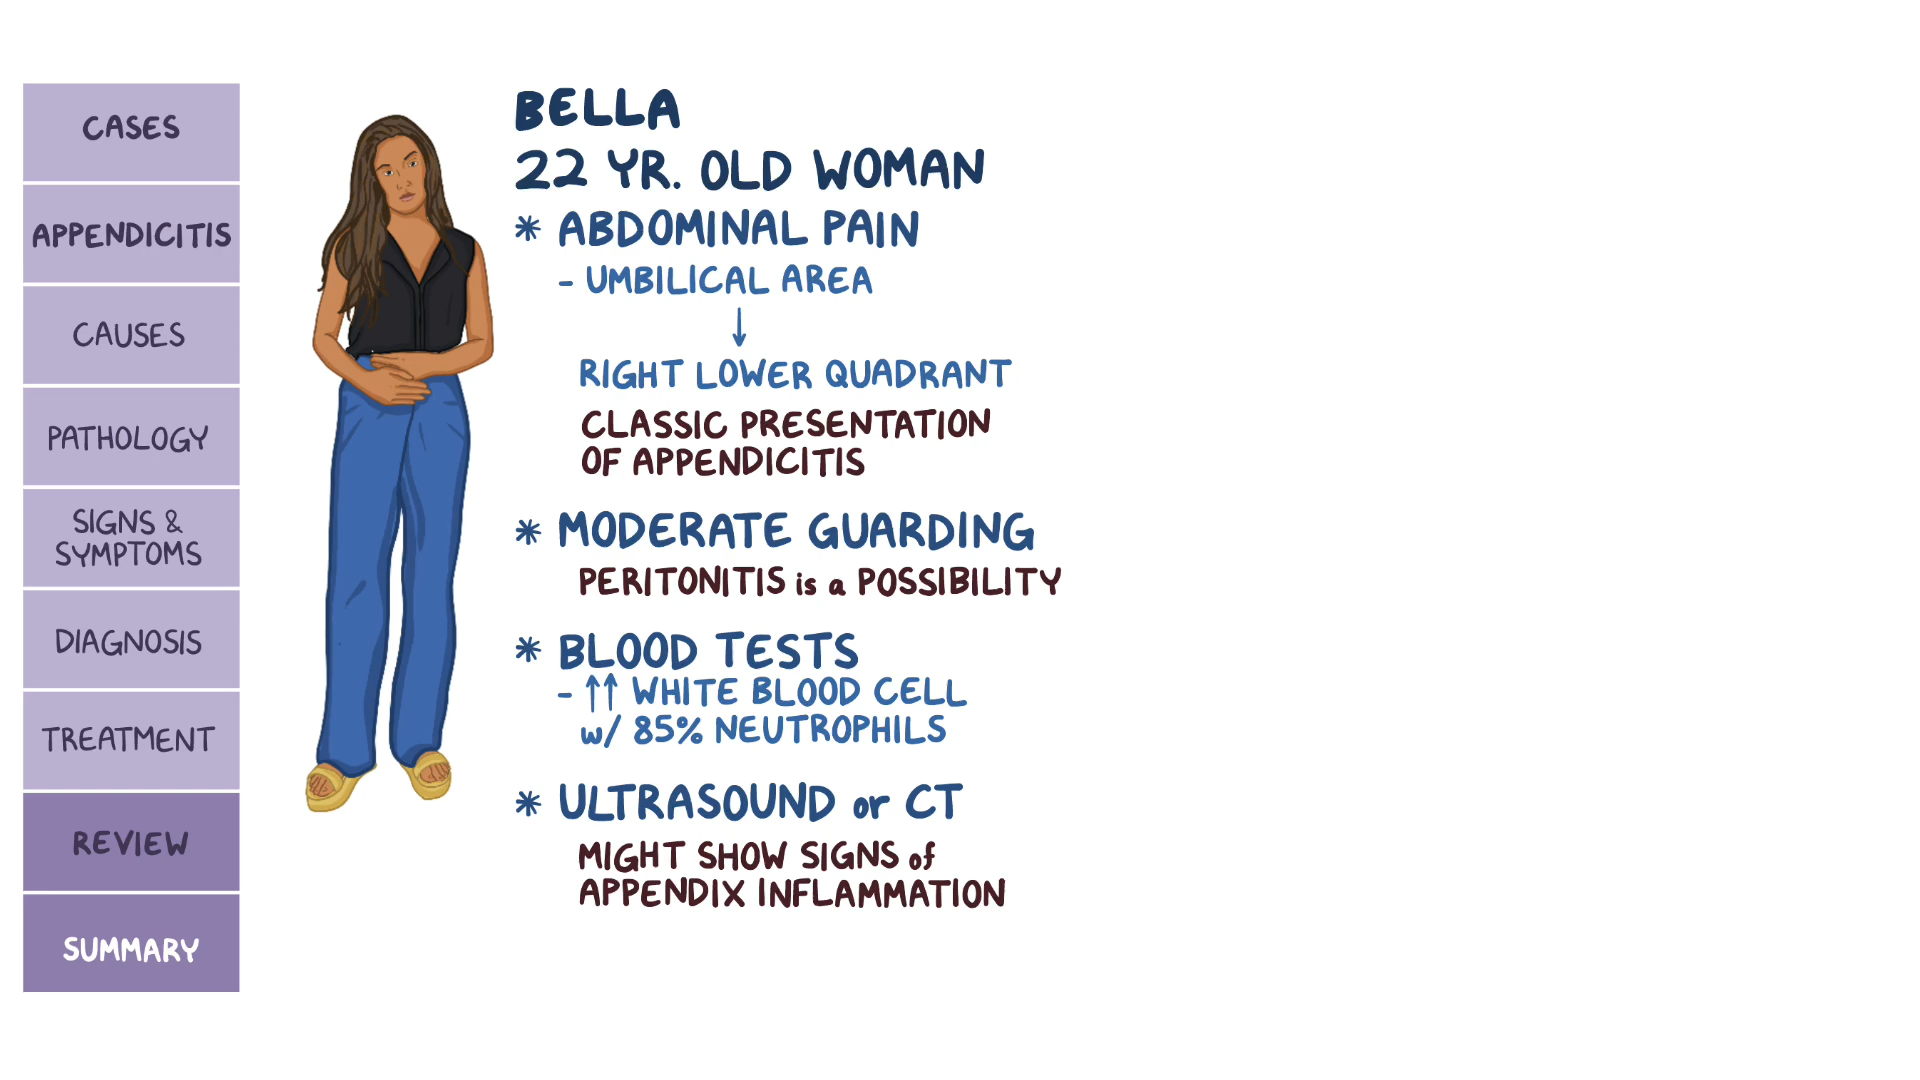 CASES
APPENDICITIS
CAUSES
PATHOLOGY
SIGNS &
SYMPTOMS
DIAGNOSIS
TREATMENT
REVIEW
SUMMARY
BELLA
22 YR. OLD WOMAN
* ABDOMINAL PAIN
- UMBILICAL AREA
↓
RIGHT LOWER QUADRANT
CLASSIC PRESENTATION
OF APPENDICITIS
* MODERATE GUARDING
PERITONITIS is a POSSIBILITY
* BLOOD TESTS
- ↑↑ WHITE BLOOD CELL
w/ 85% NEUTROPHILS
* ULTRASOUND or CT
MIGHT SHOW SIGNS of
APPENDIX INFLAMMATION